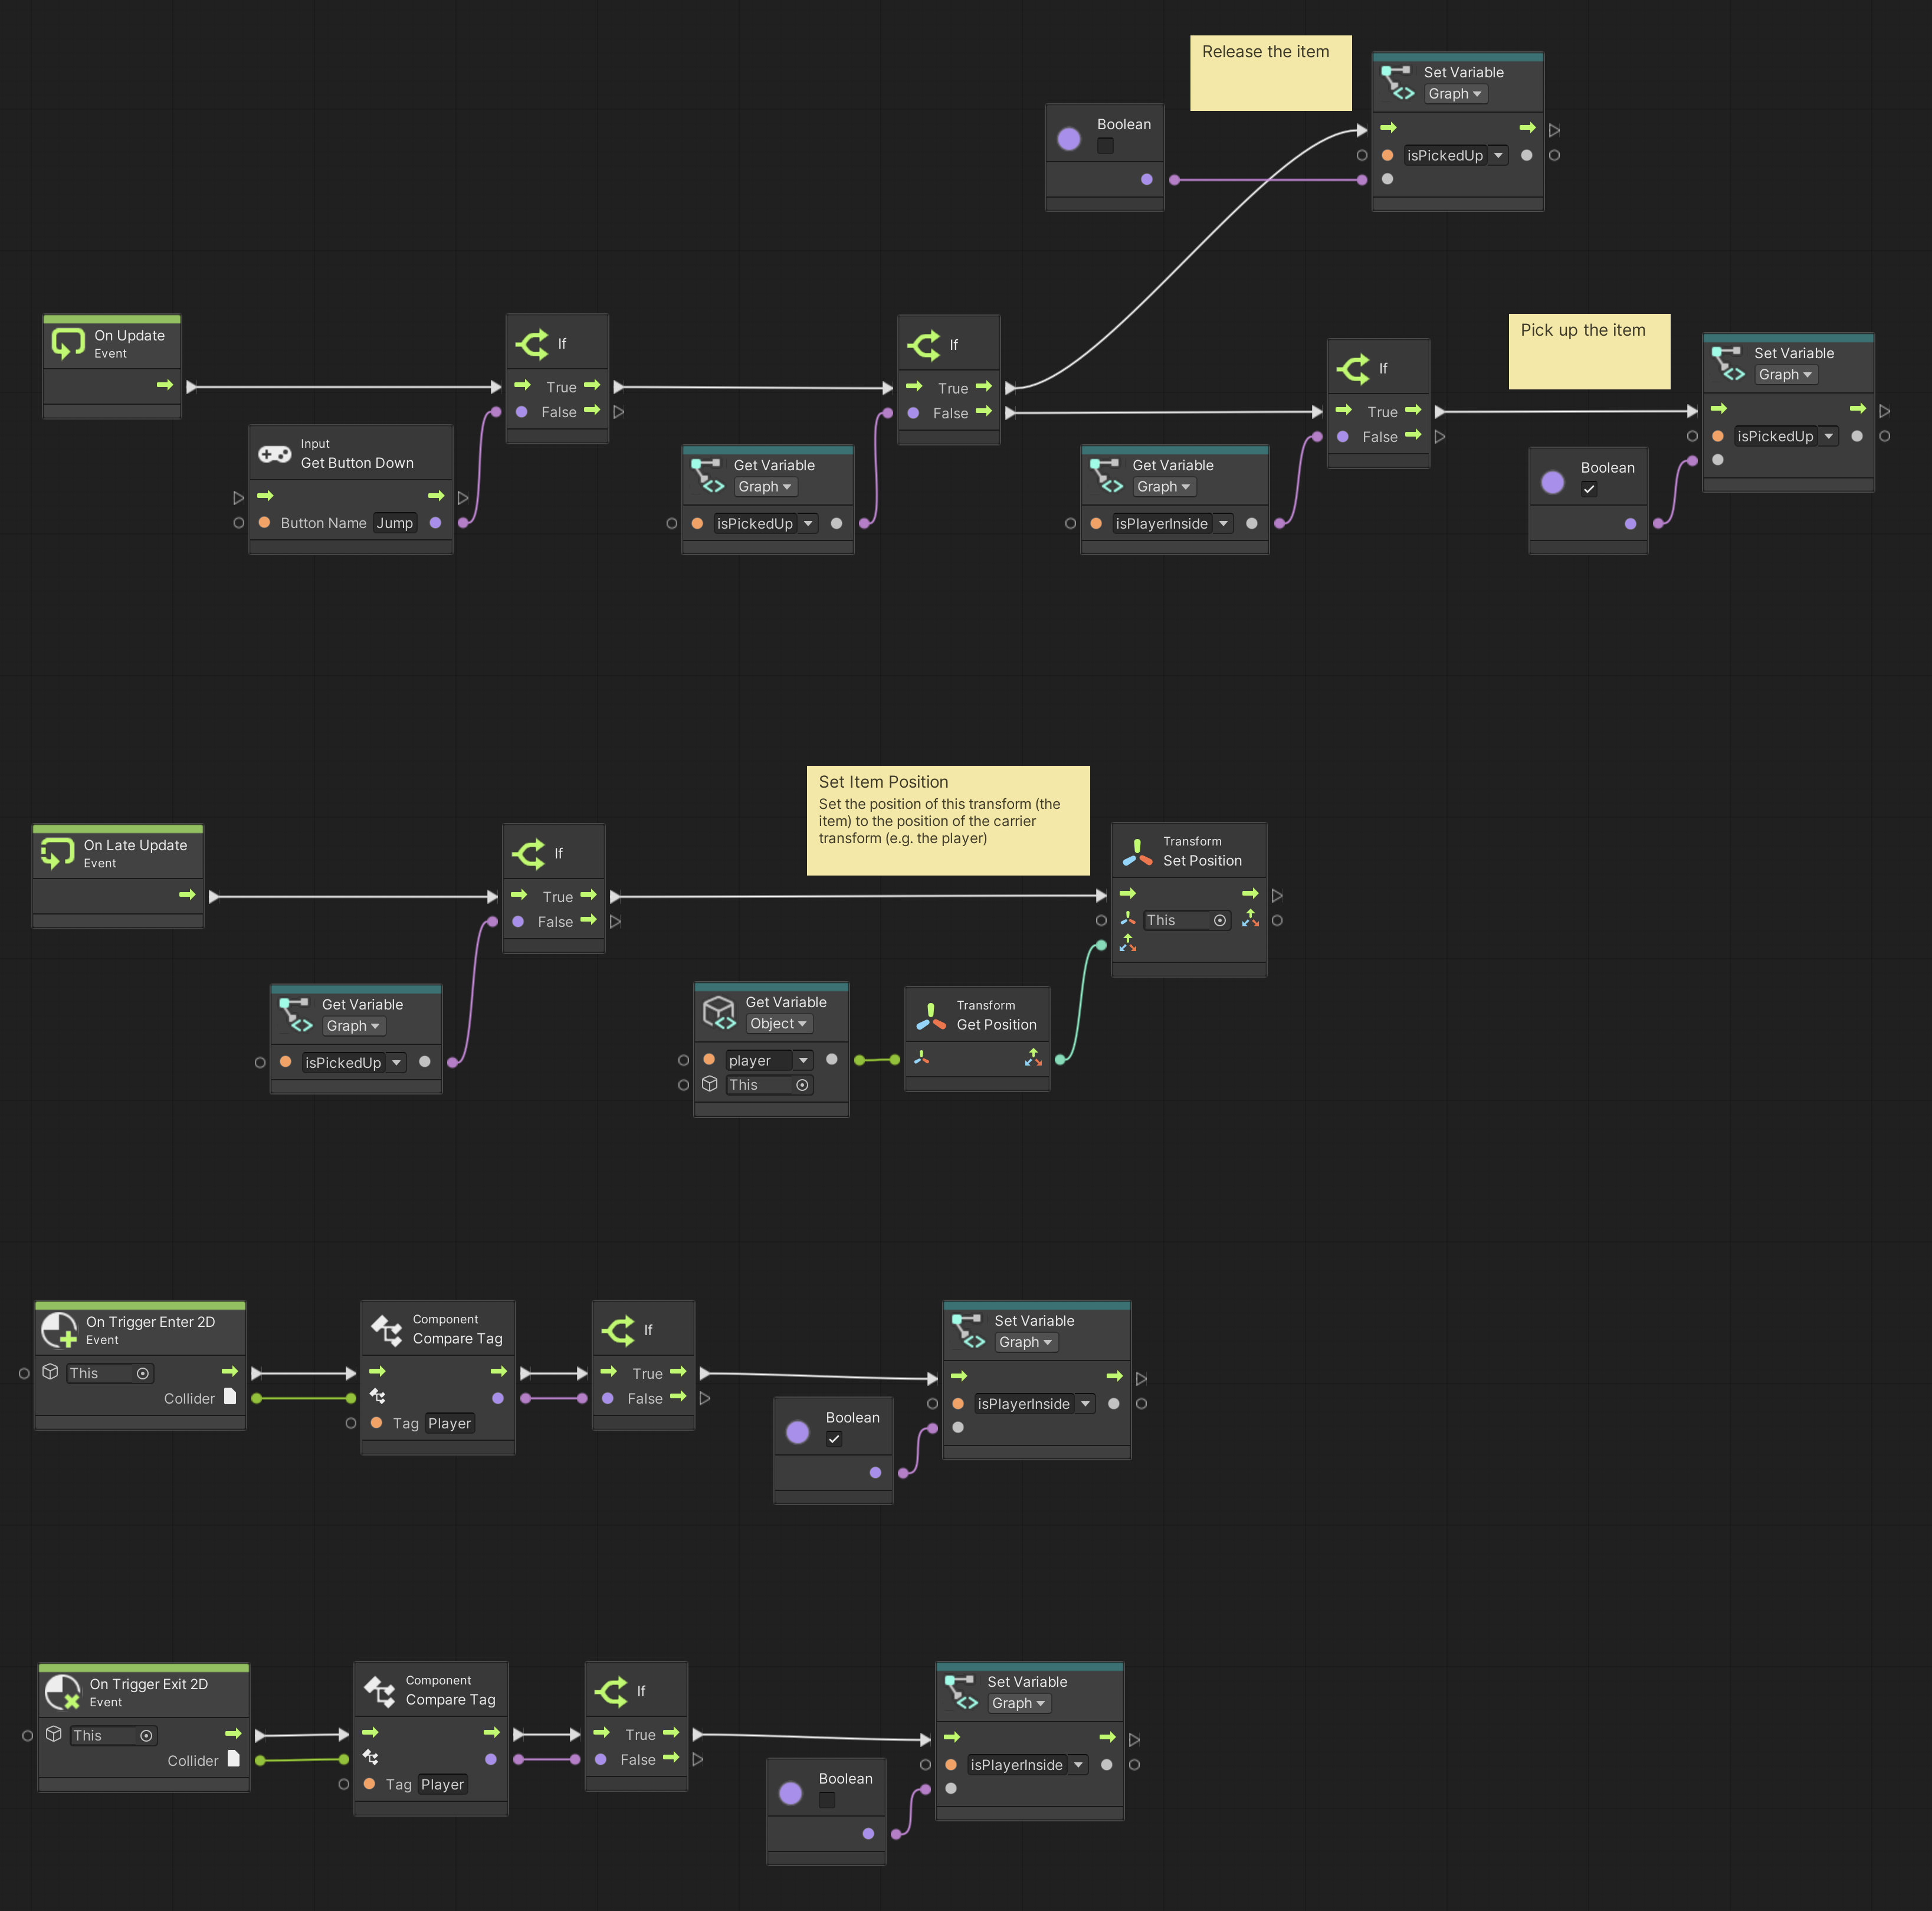 Release the item
Set Variable
Graph
isPickedUp
Boolean
On Update
Event
Input
Get Button Down
Button Name Jump
If
True
False
Get Variable
Graph
isPickedUp
If
True
False
Get Variable
Graph
isPlayerInside
If
True
False
Pick up the item
Boolean
Set Variable
Graph
isPickedUp
On Late Update
Event
Get Variable
Graph
isPickedUp
If
True
False
Set Item Position
Set the position of this transform (the
item) to the position of the carrier
transform (e.g. the player)
Get Variable
Object
player
This
Transform
Get Position
Transform
Set Position
This
On Trigger Enter 2D
Event
This
Collider
Component
Compare Tag
Tag Player
If
True
False
Boolean
Set Variable
Graph
isPlayerInside
On Trigger Exit 2D
Event
This
Collider
Component
Compare Tag
Tag Player
If
True
False
Boolean
Set Variable
Graph
isPlayerInside